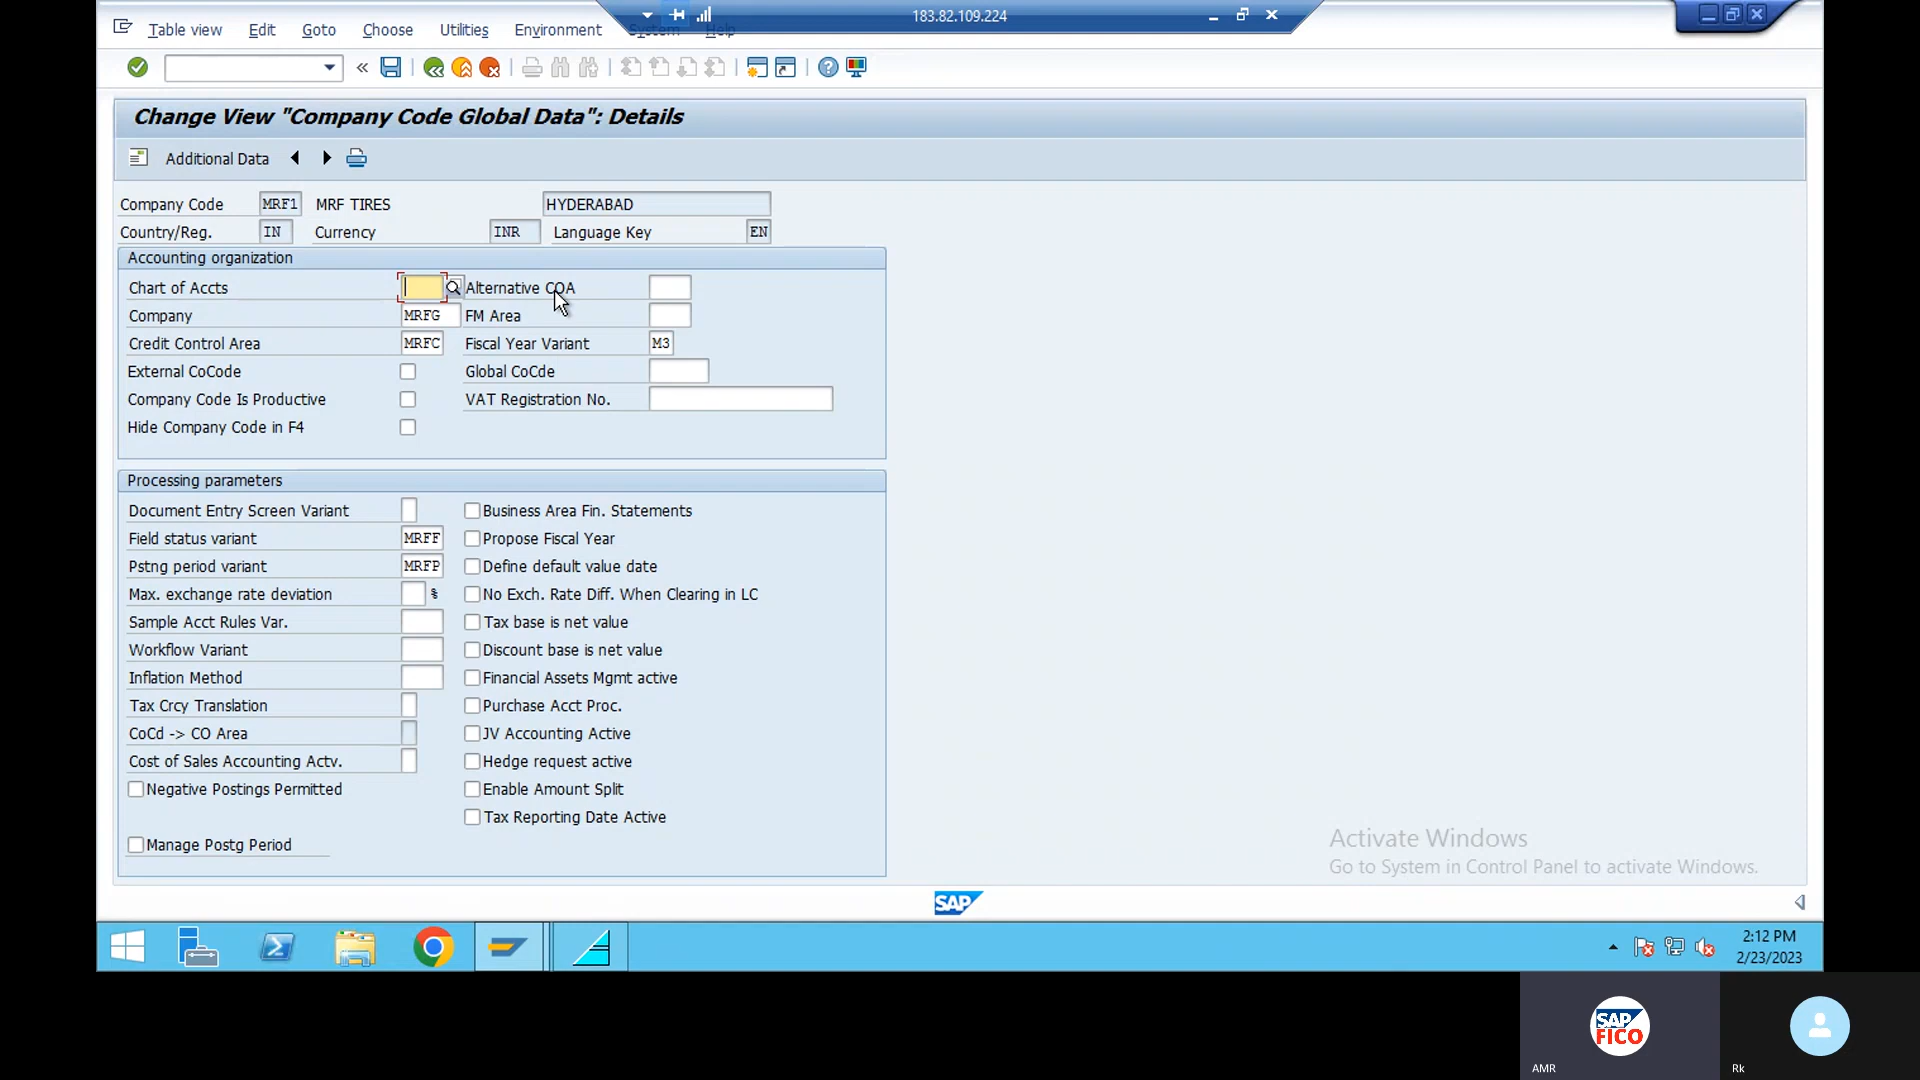 183.82.109.224
Table view Edit Goto Choose Utilities Environment System Help
Change View "Company Code Global Data": Details
Additional Data
Company Code MRF1 MRF TIRES HYDERABAD
Country/Reg. IN Currency INR Language Key EN
Accounting organization
Chart of Accts Alternative COA
Company MRFG FM Area
Credit Control Area MRFC Fiscal Year Variant M3
External CoCode Global CoCde
Company Code Is Productive VAT Registration No.
Hide Company Code in F4
Processing parameters
Document Entry Screen Variant Business Area Fin. Statements
Field status variant MRFF Propose Fiscal Year
Pstng period variant MRFP Define default value date
Max. exchange rate deviation % No Exch. Rate Diff. When Clearing in LC
Sample Acct Rules Var. Tax base is net value
Workflow Variant Discount base is net value
Inflation Method Financial Assets Mgmt active
Tax Crcy Translation Purchase Acct Proc.
CoCd -> CO Area JV Accounting Active
Cost of Sales Accounting Actv. Hedge request active
Negative Postings Permitted Enable Amount Split
Tax Reporting Date Active
Manage Postg Period
Activate Windows
Go to System in Control Panel to activate Windows.
SAP
2:12 PM
2/23/2023
SAP
FICO
AMR Rk